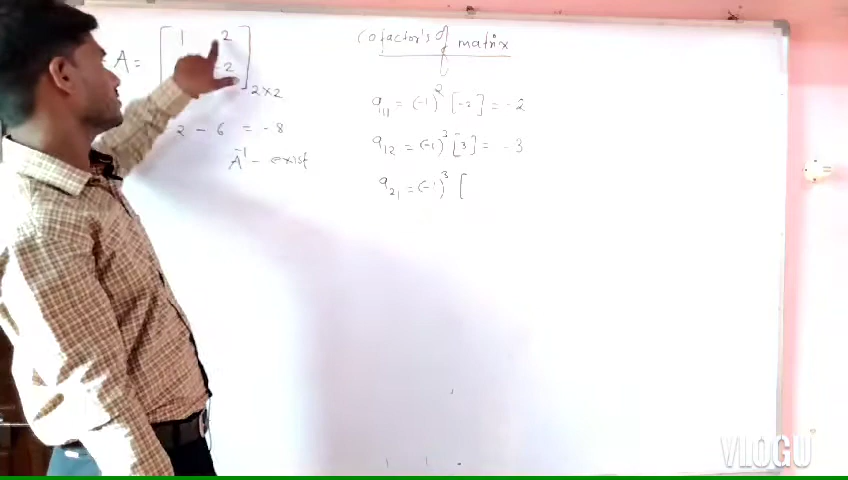 A = [ 1 2
-2 ] 2×2
2 - 6 = -8
A⁻¹ - exist
Cofactor's of matrix
a₁₁ = (-1)² [-2] = -2
a₁₂ = (-1)³ [3] = -3
a₂₁ = (-1)³ [
VLOGU